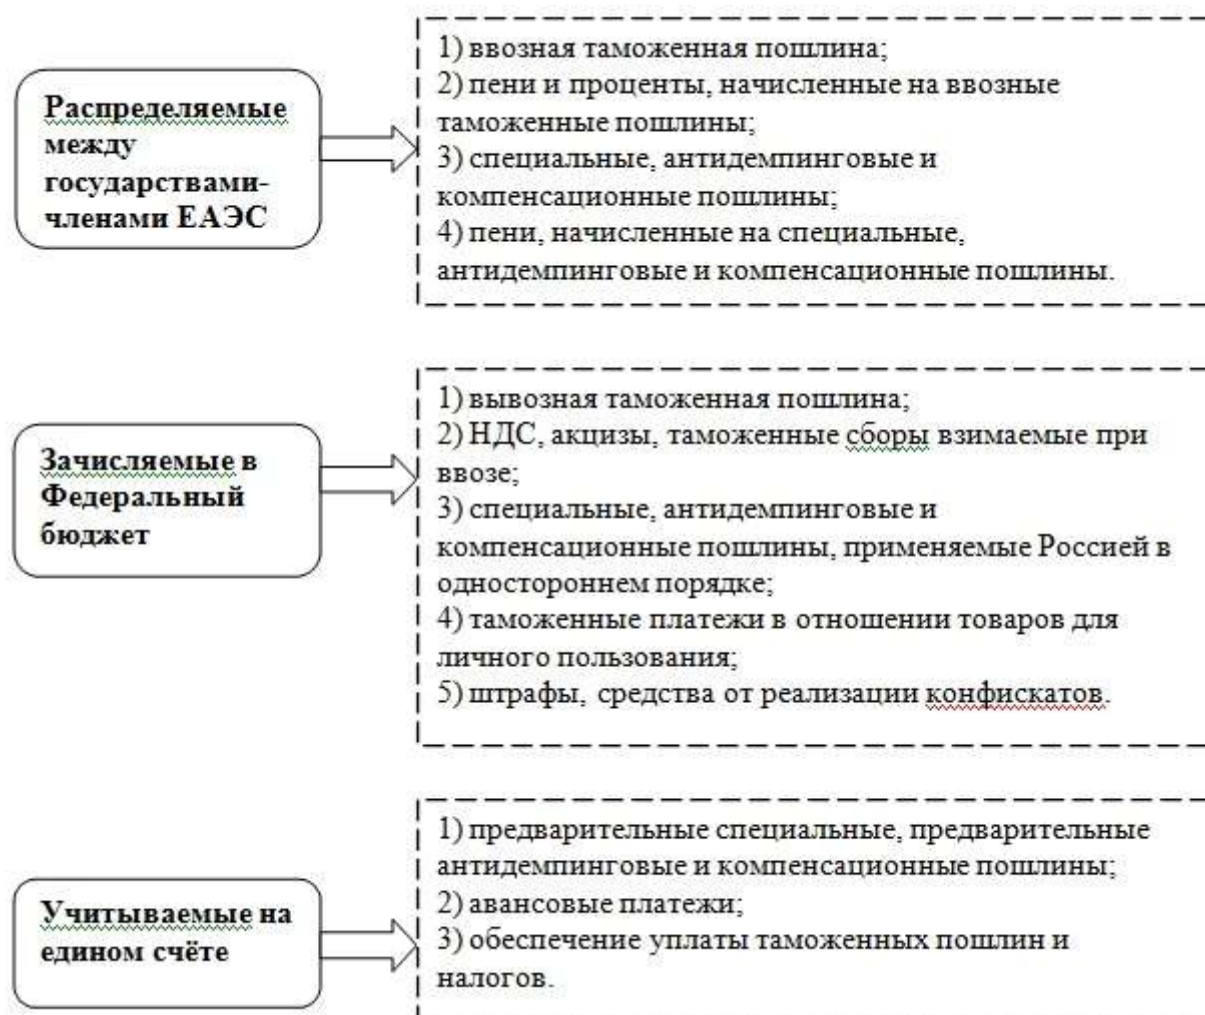 Распределяемые
между
государствами-
членами ЕАЭС
1) ввозная таможенная пошлина;
2) пени и проценты, начисленные на ввозные
таможенные пошлины;
3) специальные, антидемпинговые и
компенсационные пошлины;
4) пени, начисленные на специальные,
антидемпинговые и компенсационные пошлины.
Зачисляемые в
Федеральный
бюджет
1) вывозная таможенная пошлина;
2) НДС, акцизы, таможенные сборы взимаемые при
ввозе;
3) специальные, антидемпинговые и
компенсационные пошлины, применяемые Россией в
одностороннем порядке;
4) таможенные платежи в отношении товаров для
личного пользования;
5) штрафы, средства от реализации конфискатов.
Учитываемые на
едином счёте
1) предварительные специальные, предварительные
антидемпинговые и компенсационные пошлины;
2) авансовые платежи;
3) обеспечение уплаты таможенных пошлин и
налогов.